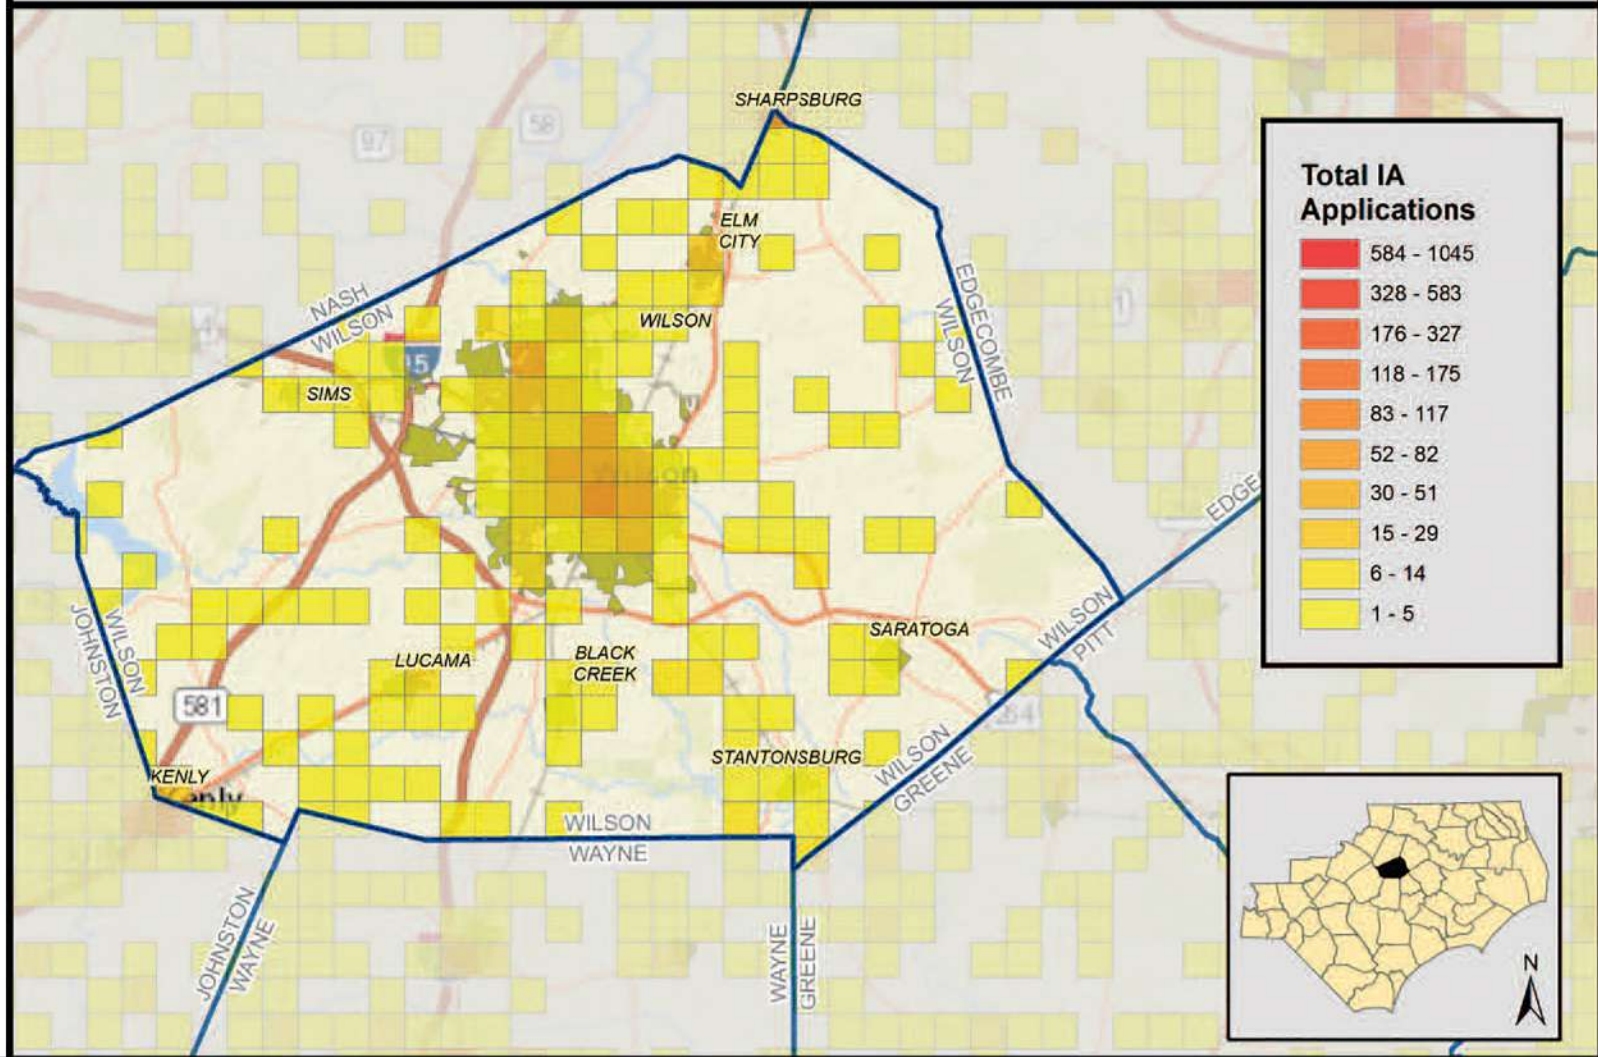 SHARPSBURG
58
97
ELM
CITY
Total IA
Applications
584 - 1045
328 - 583
176 - 327
118 - 175
83 - 117
52 - 82
30 - 51
15 - 29
6 - 14
1 - 5
NASH
WILSON
EDGECOMBE
WILSON
WILSON
SIMS
Wilson
EDGE
WILSON
JOHNSTON
WILSON
PITT
SARATOGA
LUCAMA
BLACK
CREEK
581
264
STANTONSBURG
WILSON
GREENE
KENLY
WILSON
WAYNE
JOHNSTON
WAYNE
WAYNE
GREENE
N